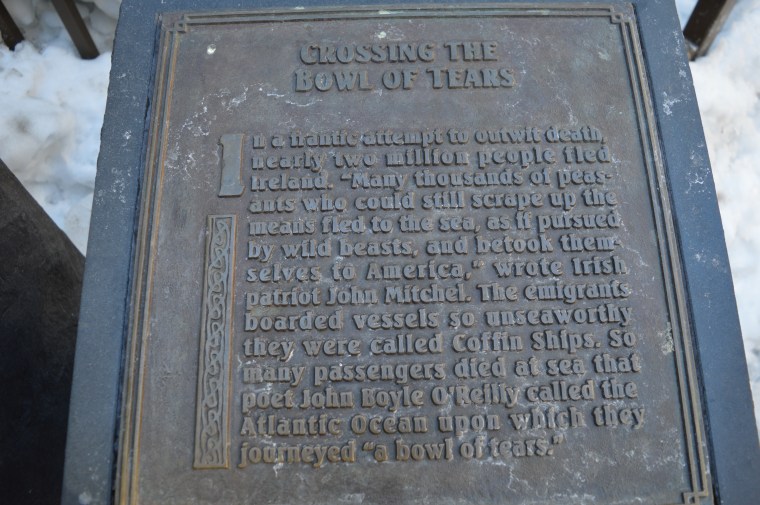 CROSSING THE
BOWL OF TEARS
In a frantic attempt to outwit death,
nearly two million people fled
Ireland. "Many thousands of peas-
ants who could still scrape up the
means fled to the sea, as if pursued
by wild beasts, and betook them-
selves to America," wrote Irish
patriot John Mitchel. The emigrants
boarded vessels so unseaworthy
they were called Coffin Ships. So
many passengers died at sea that
poet John Boyle O'Reilly called the
Atlantic Ocean upon which they
journeyed "a bowl of tears."